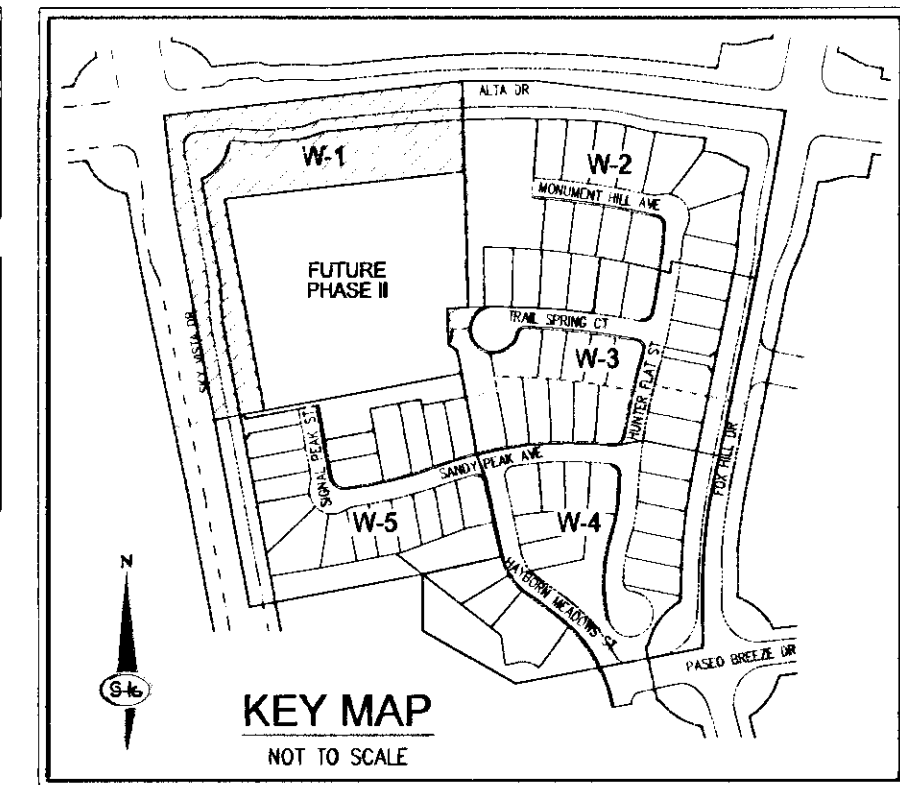 ALTA DR
W-1
W-2
MONUMENT HILL AVE
FUTURE
PHASE II
TRAIL SPRING CT
W-3
SKY VISTA DR
HUNTER FLAT ST
FOX HILL DR
SIGNAL PEAK ST
SANDY PEAK AVE
W-5
W-4
HAYBORN MEADOWS ST
PASEO BREEZE DR
N
KEY MAP
NOT TO SCALE